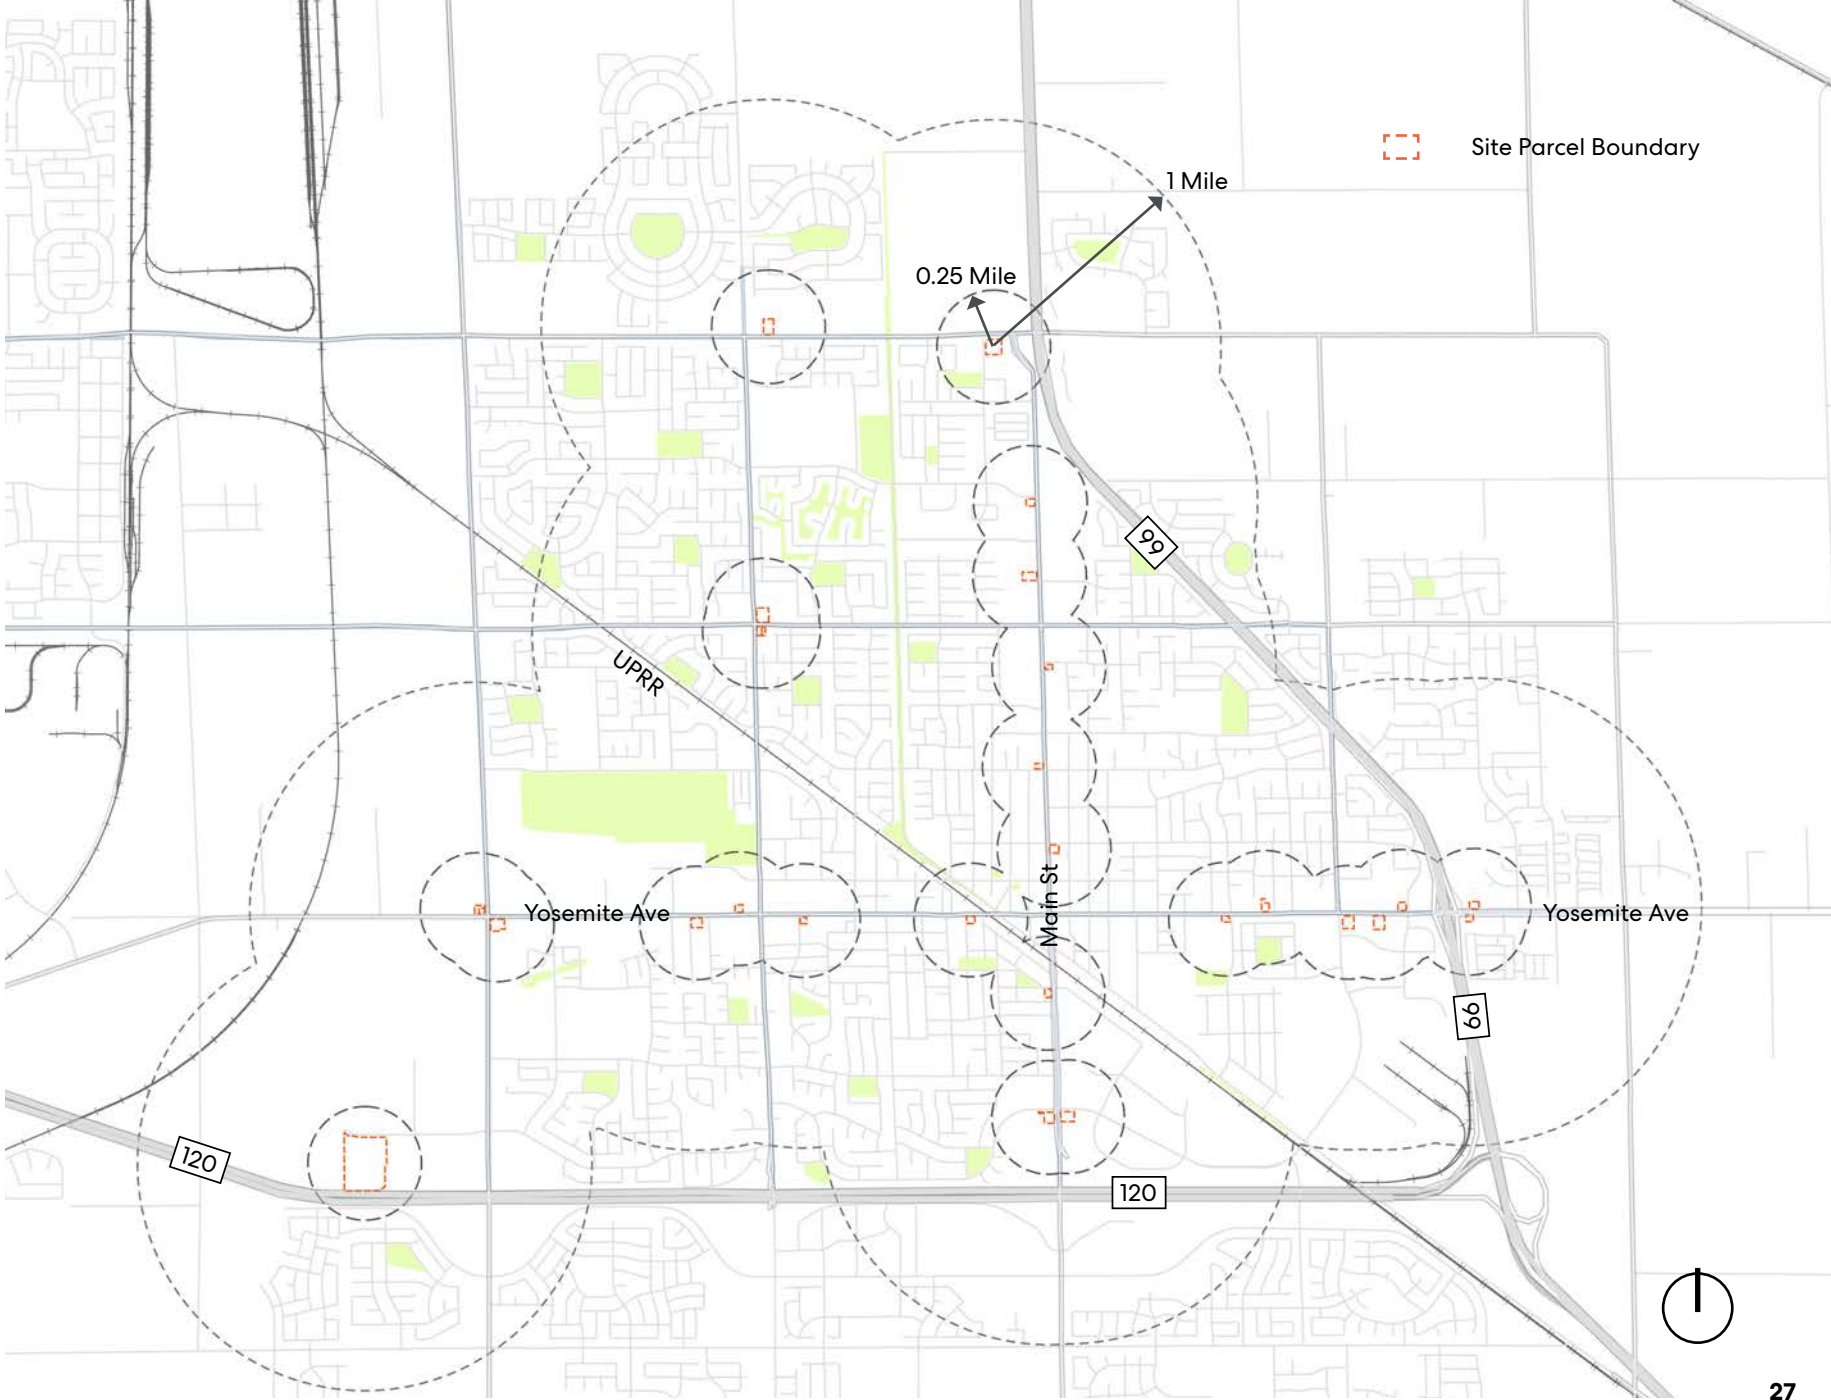 Site Parcel Boundary
1 Mile
0.25 Mile
99
UPRR
Main St
Yosemite Ave
Yosemite Ave
99
120
120
27